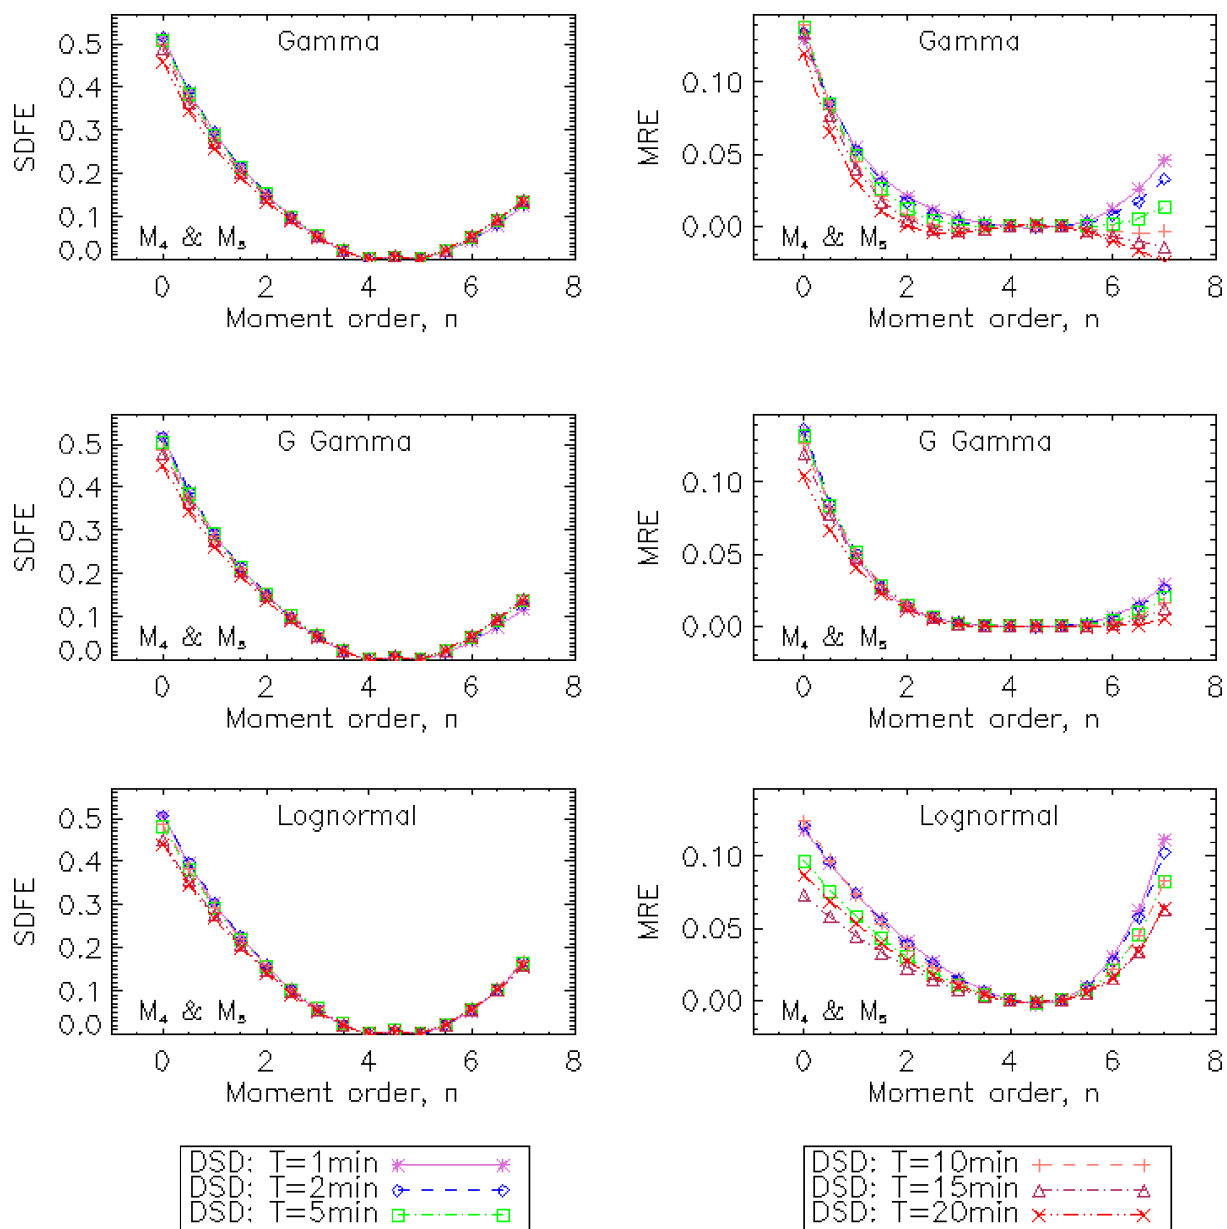 Gamma
SDFE
0.5
0.4
0.3
0.2
0.1
0.0
M₄ & M₅
0 2 4 6 8
Moment order, n
Gamma
MRE
0.10
0.05
0.00
M₄ & M₅
0 2 4 6 8
Moment order, n
G Gamma
SDFE
0.5
0.4
0.3
0.2
0.1
0.0
M₄ & M₅
0 2 4 6 8
Moment order, n
G Gamma
MRE
0.10
0.05
0.00
M₄ & M₅
0 2 4 6 8
Moment order, n
Lognormal
SDFE
0.5
0.4
0.3
0.2
0.1
0.0
M₄ & M₅
0 2 4 6 8
Moment order, n
Lognormal
MRE
0.10
0.05
0.00
M₄ & M₅
0 2 4 6 8
Moment order, n
DSD: T=1min
DSD: T=2min
DSD: T=5min
DSD: T=10min
DSD: T=15min
DSD: T=20min